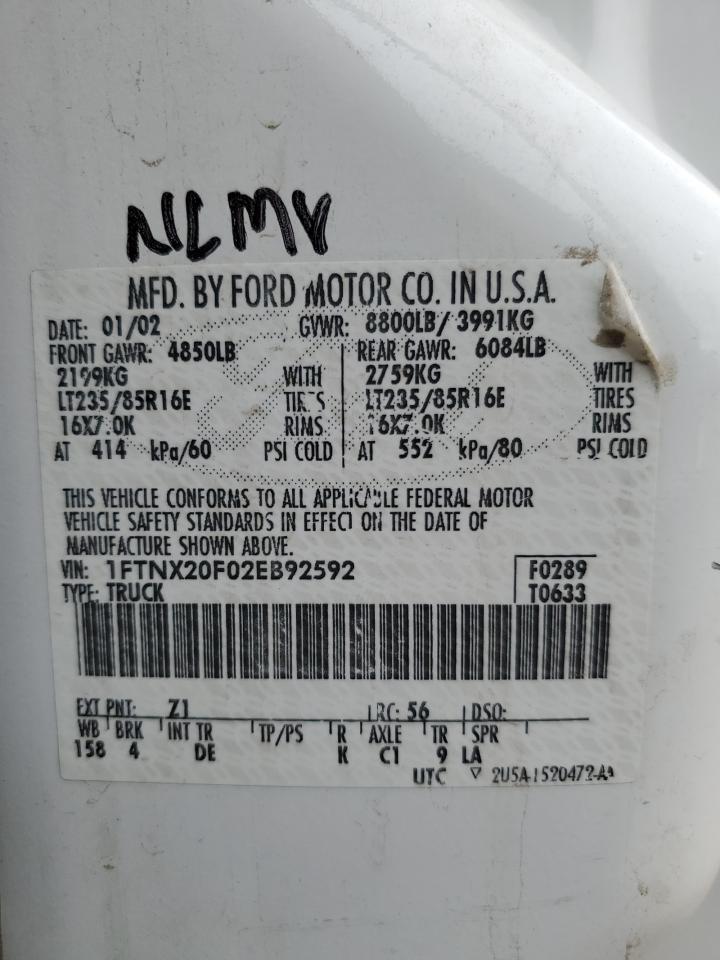 MFD. BY FORD MOTOR CO. IN U.S.A.
DATE: 01/02 GVWR: 8800LB/ 3991KG
FRONT GAWR: 4850LB REAR GAWR: 6084LB
2199KG WITH 2759KG WITH
LT235/85R16E TIRES LT235/85R16E TIRES
16X7.0K RIMS 16X7.0K RIMS
AT 414 kPa/60 PSI COLD AT 552 kPa/80 PSI COLD
THIS VEHICLE CONFORMS TO ALL APPLICABLE FEDERAL MOTOR
VEHICLE SAFETY STANDARDS IN EFFECT ON THE DATE OF
MANUFACTURE SHOWN ABOVE.
VIN: 1FTNX20F02EB92592 F0289
TYPE: TRUCK T0633
EXT PNT: Z1 RC: 56 DSO:
WB BRK INT TR TP/PS R AXLE TR SPR
158 4 DE K C1 9 LA
UTC ▽ 2U5A-1520472-AA